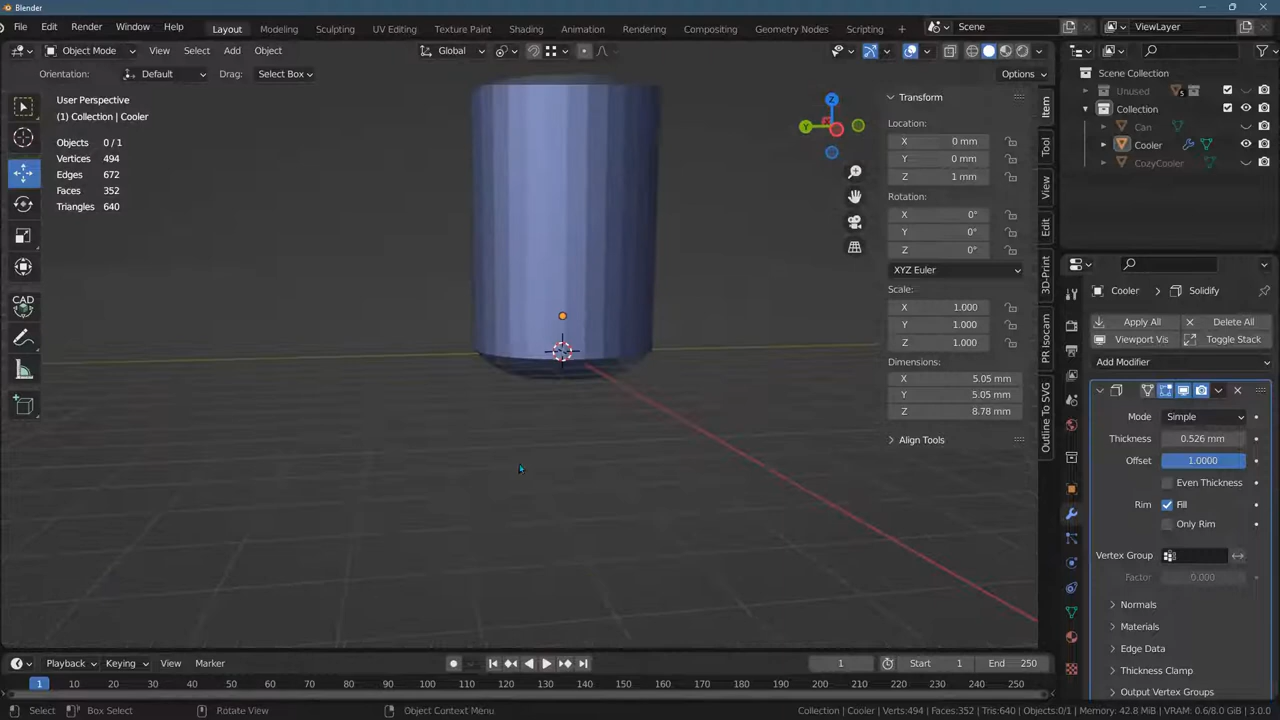 Blender
File Edit Render Window Help Layout Modeling Sculpting UV Editing Texture Paint Shading Animation Rendering Compositing Geometry Nodes Scripting + Scene ViewLayer
Object Mode View Select Add Object Global
Orientation: Default Drag: Select Box Options
User Perspective
(1) Collection | Cooler
Objects 0/1
Vertices 494
Edges 672
Faces 352
Triangles 640
Z
Y
Transform
Location:
X 0 mm
Y 0 mm
Z 1 mm
Rotation:
X 0°
Y 0°
Z 0°
XYZ Euler
Scale:
X 1.000
Y 1.000
Z 1.000
Dimensions:
X 5.05 mm
Y 5.05 mm
Z 8.78 mm
Align Tools
Item
Tool
View
Edit
3D-Print
PR Isocam
Outline To SVG
CAD
Scene Collection
Unused 5
Collection
Can
Cooler
CozyCooler
Cooler > Solidify
Apply All Delete All
Viewport Vis Toggle Stack
Add Modifier
Mode Simple
Thickness 0.526 mm
Offset 1.0000
Even Thickness
Rim Fill
Only Rim
Vertex Group
Factor 0.000
Normals
Materials
Edge Data
Thickness Clamp
Output Vertex Groups
Playback Keying View Marker 1 Start 1 End 250
1 10 20 30 40 50 60 70 80 90 100 110 120 130 140 150 160 170 180 190 200 210 220 230 240 250
Select Box Select Rotate View Object Context Menu Collection | Cooler | Verts:494 | Faces:352 | Tris:640 | Objects:0/1 | Memory: 42.8 MiB | VRAM: 0.6/8.0 GiB | 3.0.0